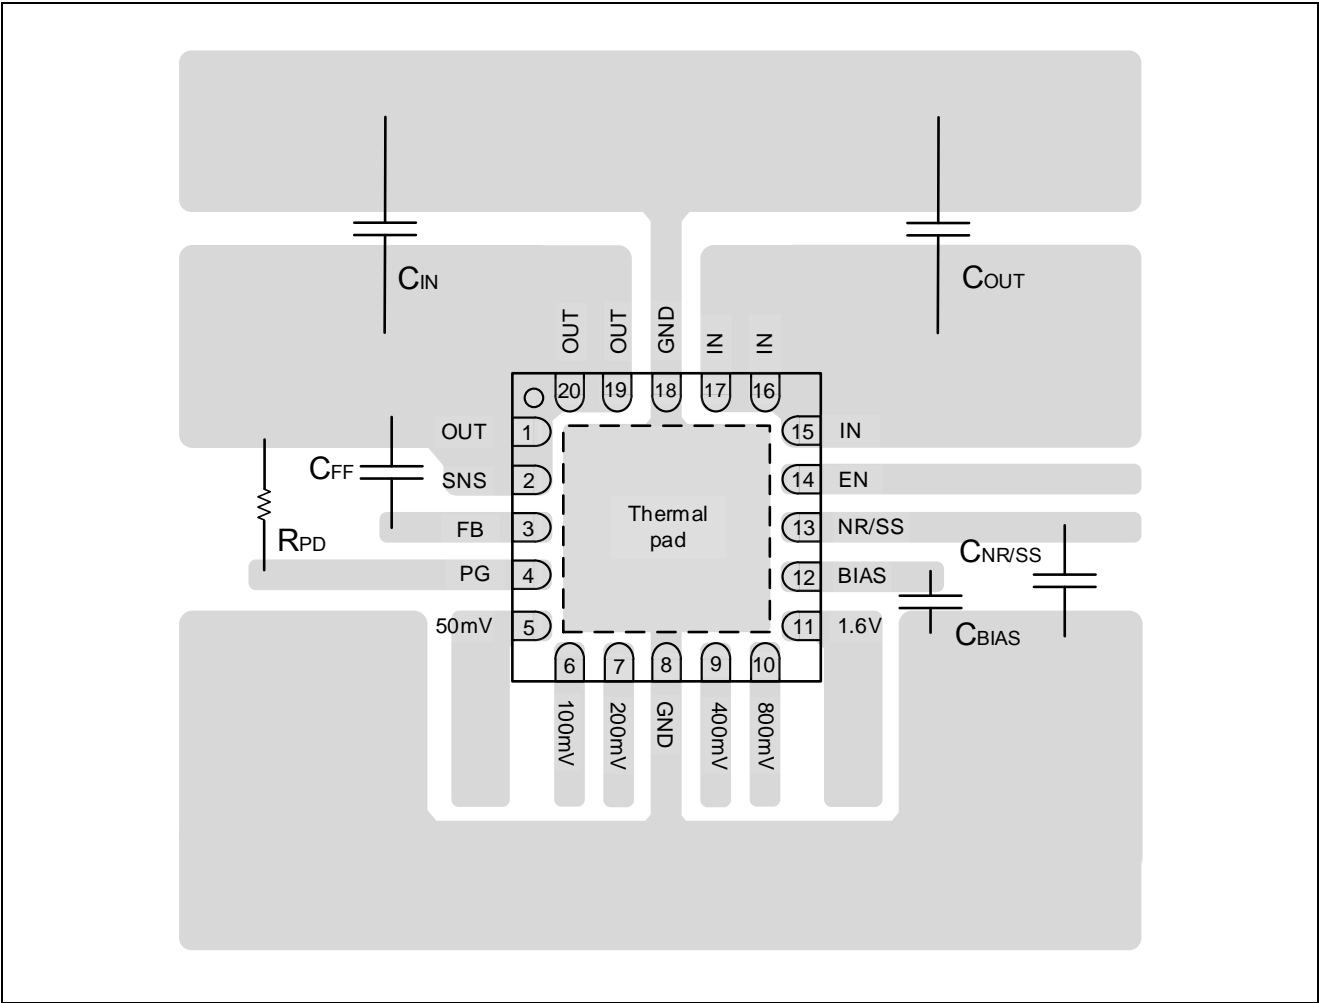 CIN
COUT
OUT
OUT
GND
IN
IN
20
19
18
17
16
OUT
1
15
IN
CFF
SNS
2
14
EN
RPD
FB
3
Thermal
pad
13
NR/SS
CNR/SS
PG
4
12
BIAS
CBIAS
50mV
5
11
1.6V
6
7
8
9
10
100mV
200mV
GND
400mV
800mV